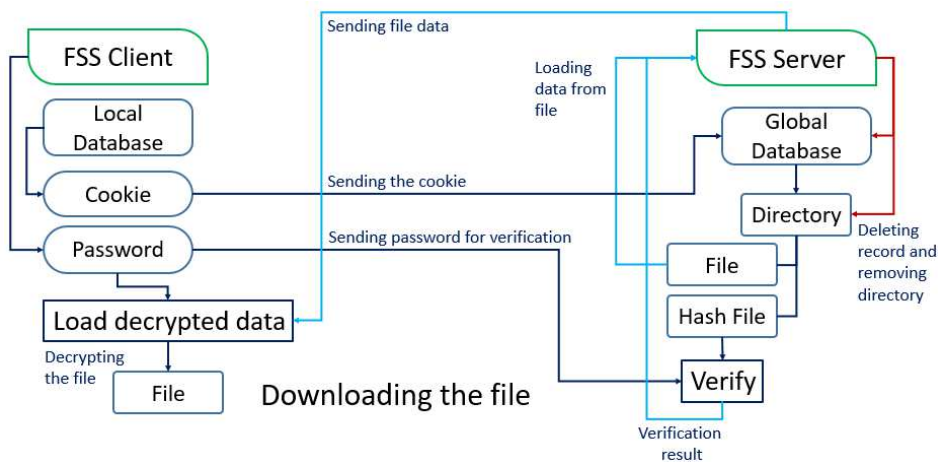 Sending file data
FSS Client
FSS Server
Loading
data from
file
Local
Database
Global
Database
Cookie
Sending the cookie
Directory
Password
Sending password for verification
Deleting
record and
removing
directory
File
Load decrypted data
Hash File
Decrypting
the file
File
Downloading the file
Verify
Verification
result